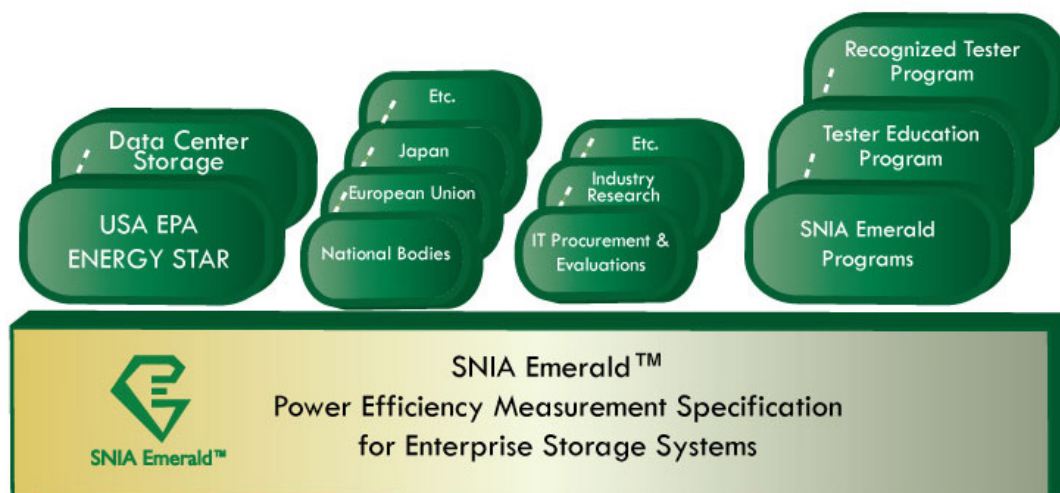 Data Center
Storage
USA EPA
ENERGY STAR
Etc.
Japan
European Union
National Bodies
Etc.
Industry
Research
IT Procurement &
Evaluations
Recognized Tester
Program
Tester Education
Program
SNIA Emerald
Programs
SNIA Emerald™
SNIA Emerald™
Power Efficiency Measurement Specification
for Enterprise Storage Systems